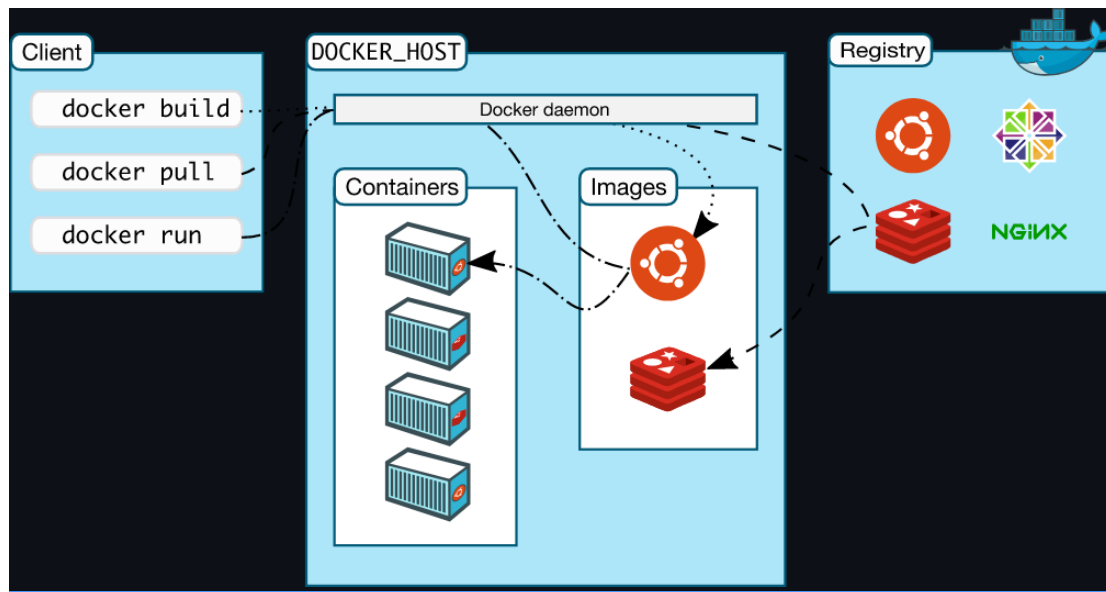 Client
docker build
docker pull
docker run
DOCKER_HOST
Docker daemon
Containers
Images
Registry
NGiNX